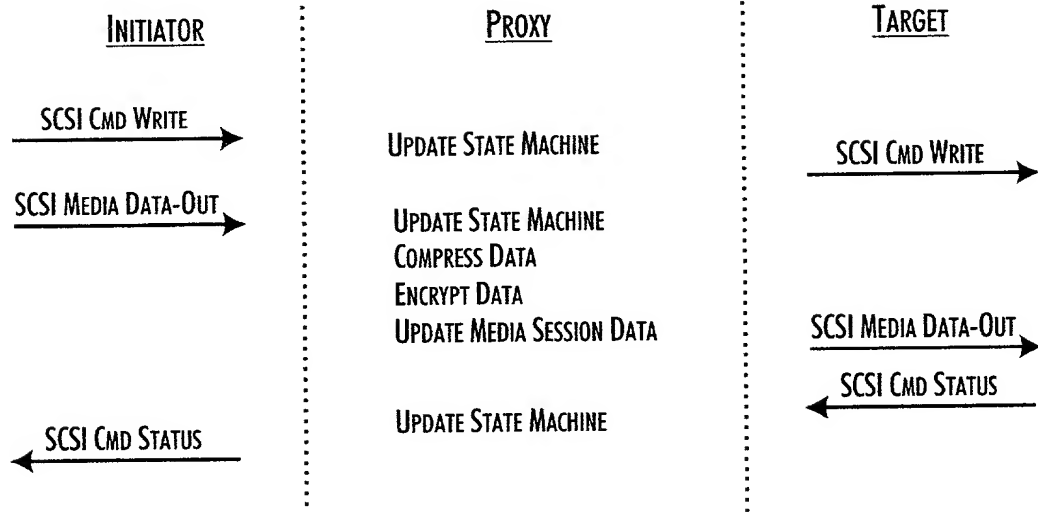 INITIATOR
PROXY
TARGET
SCSI CMD WRITE
UPDATE STATE MACHINE
SCSI CMD WRITE
SCSI MEDIA DATA-OUT
UPDATE STATE MACHINE
COMPRESS DATA
ENCRYPT DATA
UPDATE MEDIA SESSION DATA
SCSI MEDIA DATA-OUT
SCSI CMD STATUS
UPDATE STATE MACHINE
SCSI CMD STATUS